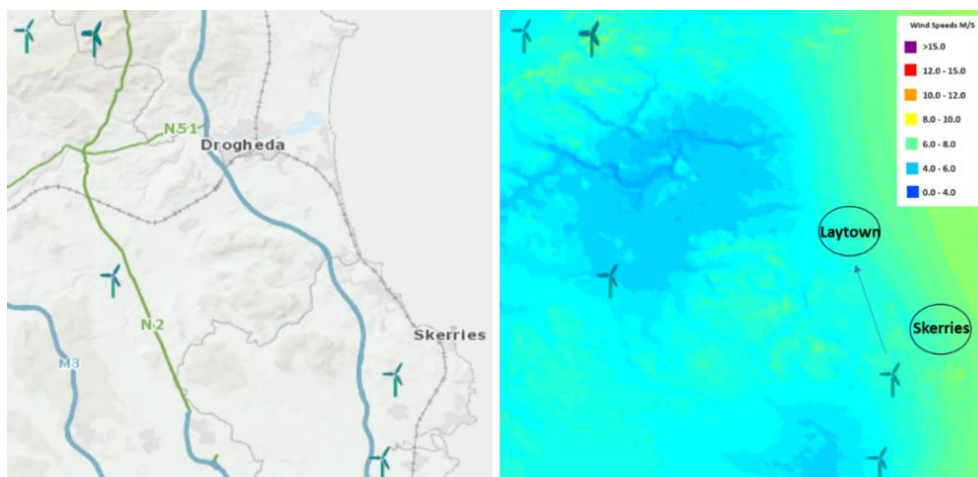 N51
Drogheda
N2
M3
Skerries
Wind Speeds M/S
>15.0
12.0 - 15.0
10.0 - 12.0
8.0 - 10.0
6.0 - 8.0
4.0 - 6.0
0.0 - 4.0
Laytown
Skerries